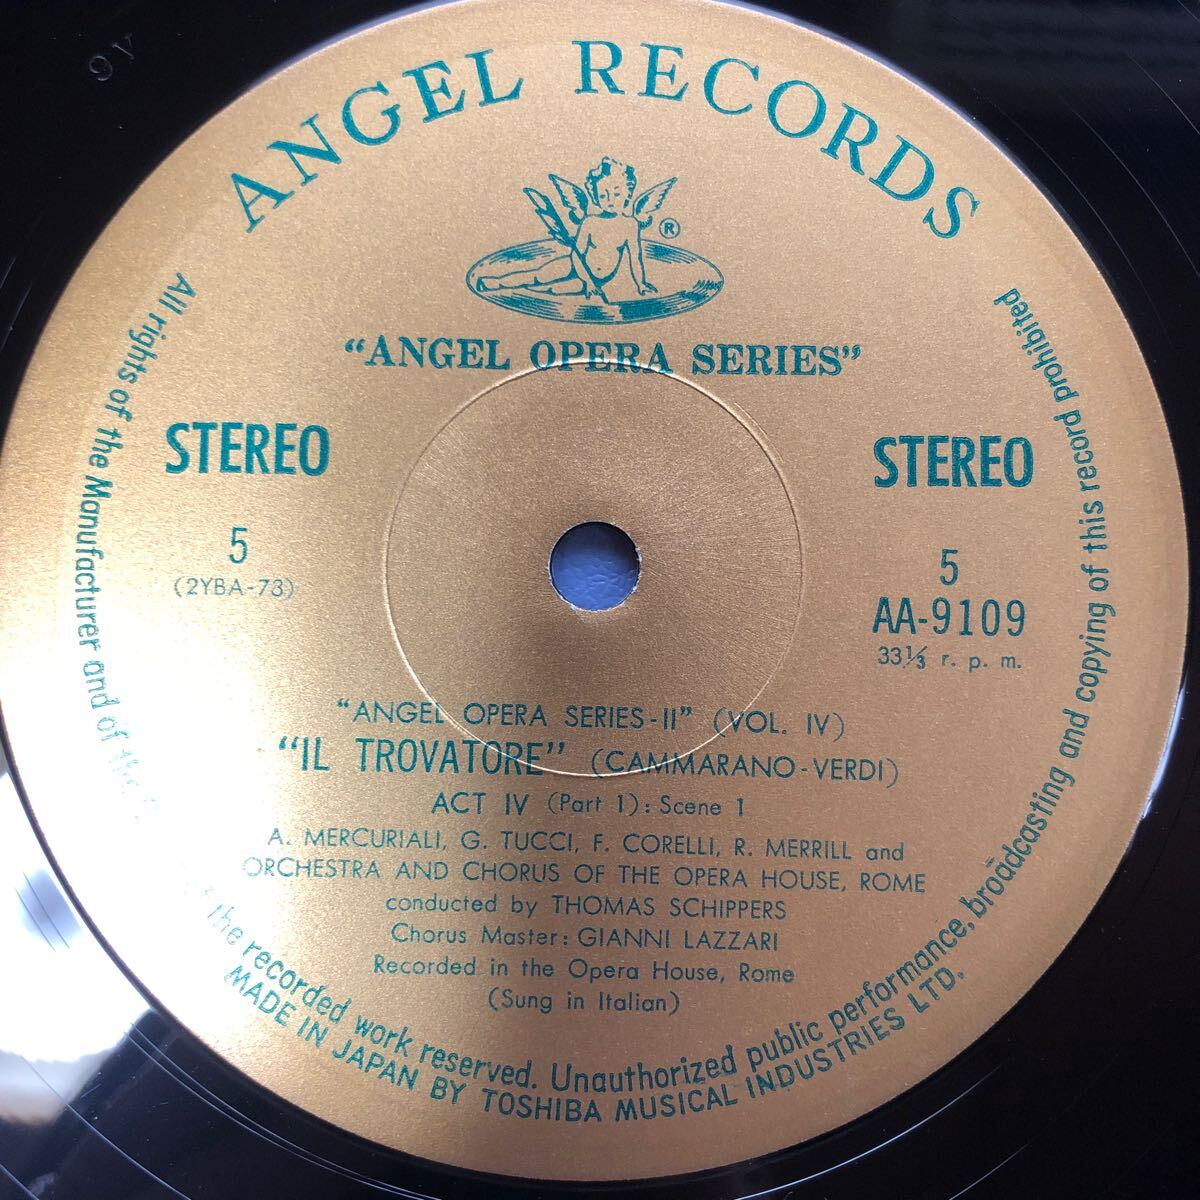 ANGEL RECORDS
®
"ANGEL OPERA SERIES"
STEREO
STEREO
5
(2YBA-73)
5
AA-9109
33⅓ r. p. m.
"ANGEL OPERA SERIES-II" (VOL. IV)
"IL TROVATORE" (CAMMARANO-VERDI)
ACT IV (Part 1): Scene 1
A. MERCURIALI, G. TUCCI, F. CORELLI, R. MERRILL and
ORCHESTRA AND CHORUS OF THE OPERA HOUSE, ROME
conducted by THOMAS SCHIPPERS
Chorus Master: GIANNI LAZZARI
Recorded in the Opera House, Rome
(Sung in Italian)
All rights of the Manufacturer and of the the recorded work reserved. Unauthorized public performance, broadcasting and copying of this record prohibited
MADE IN JAPAN BY TOSHIBA MUSICAL INDUSTRIES LTD.